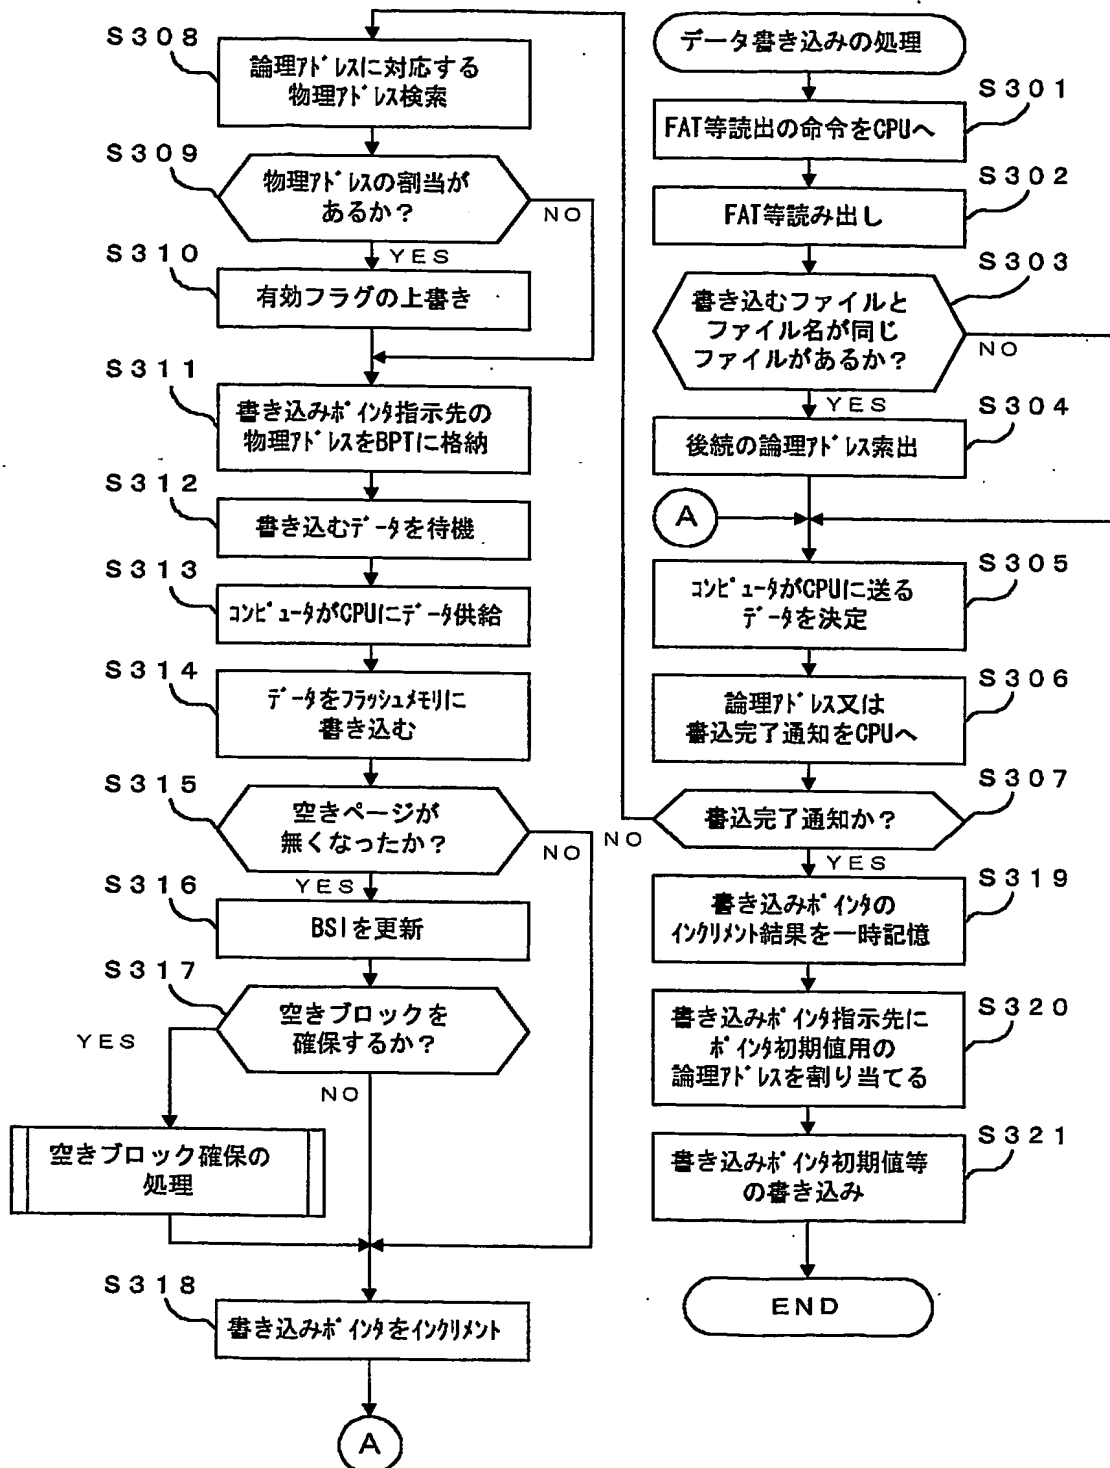 データ書き込みの処理
S301
FAT等読出の命令をCPUへ
S302
FAT等読み出し
S303
書き込むファイルと
ファイル名が同じ
ファイルがあるか？
NO
YES
S304
後続の論理ｱﾄﾞﾚｽ索出
A
S305
ｺﾝﾋﾟｭｰﾀがCPUに送る
データを決定
S306
論理ｱﾄﾞﾚｽ又は
書込完了通知をCPUへ
S307
書込完了通知か？
NO
YES
S308
論理ｱﾄﾞﾚｽに対応する
物理ｱﾄﾞﾚｽ検索
S309
物理ｱﾄﾞﾚｽの割当が
あるか？
NO
YES
S310
有効フラグの上書き
S311
書き込みﾎﾟｲﾝﾀ指示先の
物理ｱﾄﾞﾚｽをBPTに格納
S312
書き込むデータを待機
S313
ｺﾝﾋﾟｭｰﾀがCPUにデータ供給
S314
ﾃﾞｰﾀをﾌﾗｯｼｭﾒﾓﾘに
書き込む
S315
空きページが
無くなったか？
NO
YES
S316
BSIを更新
S317
空きブロックを
確保するか？
YES
NO
空きブロック確保の
処理
S318
書き込みﾎﾟｲﾝﾀをｲﾝｸﾘﾒﾝﾄ
A
S319
書き込みﾎﾟｲﾝﾀの
ｲﾝｸﾘﾒﾝﾄ結果を一時記憶
S320
書き込みﾎﾟｲﾝﾀ指示先に
ﾎﾟｲﾝﾀ初期値用の
論理ｱﾄﾞﾚｽを割り当てる
S321
書き込みﾎﾟｲﾝﾀ初期値等
の書き込み
END